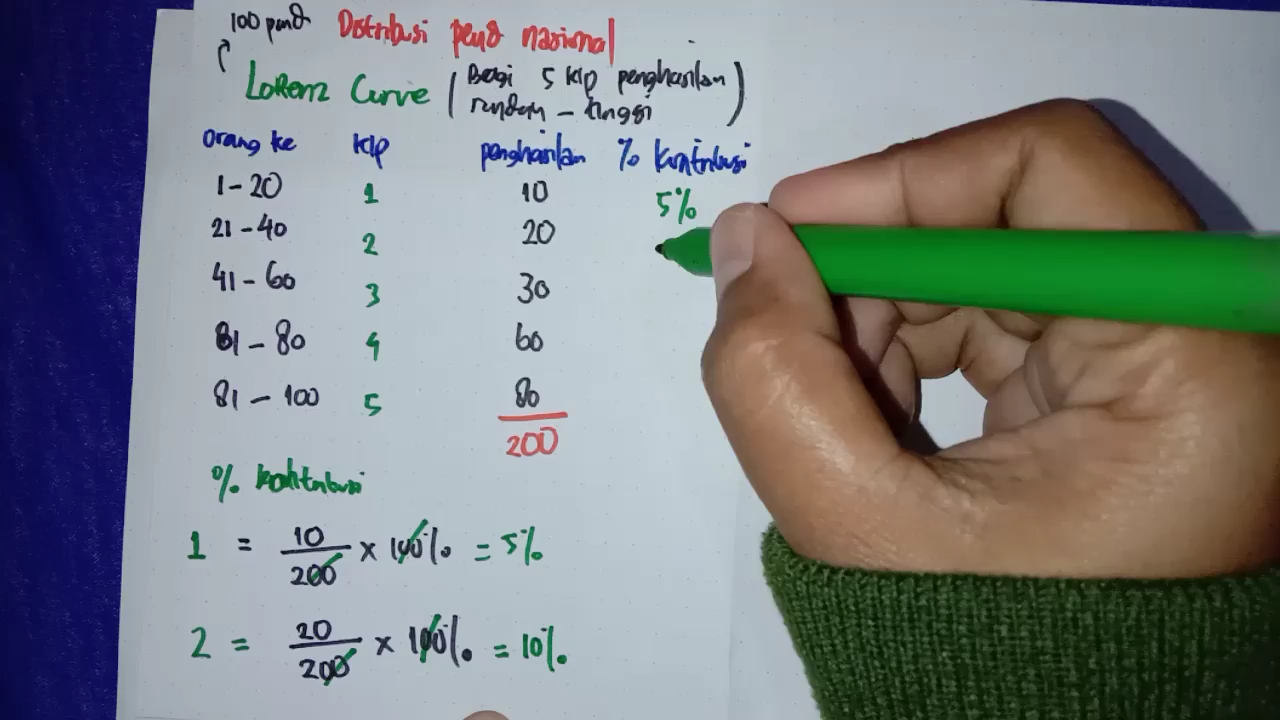 100 pend Distribusi pend nasional
Lorenz Curve (Bagi 5 klp penghasilan
rendah - tinggi)
Orang ke klp penghasilan % kontribusi
1 - 20 1 10 5%
21 - 40 2 20
41 - 60 3 30
61 - 80 4 60
81 - 100 5 80
200
% kontribusi
1 = 10/200 x 100% = 5%
2 = 20/200 x 100% = 10%